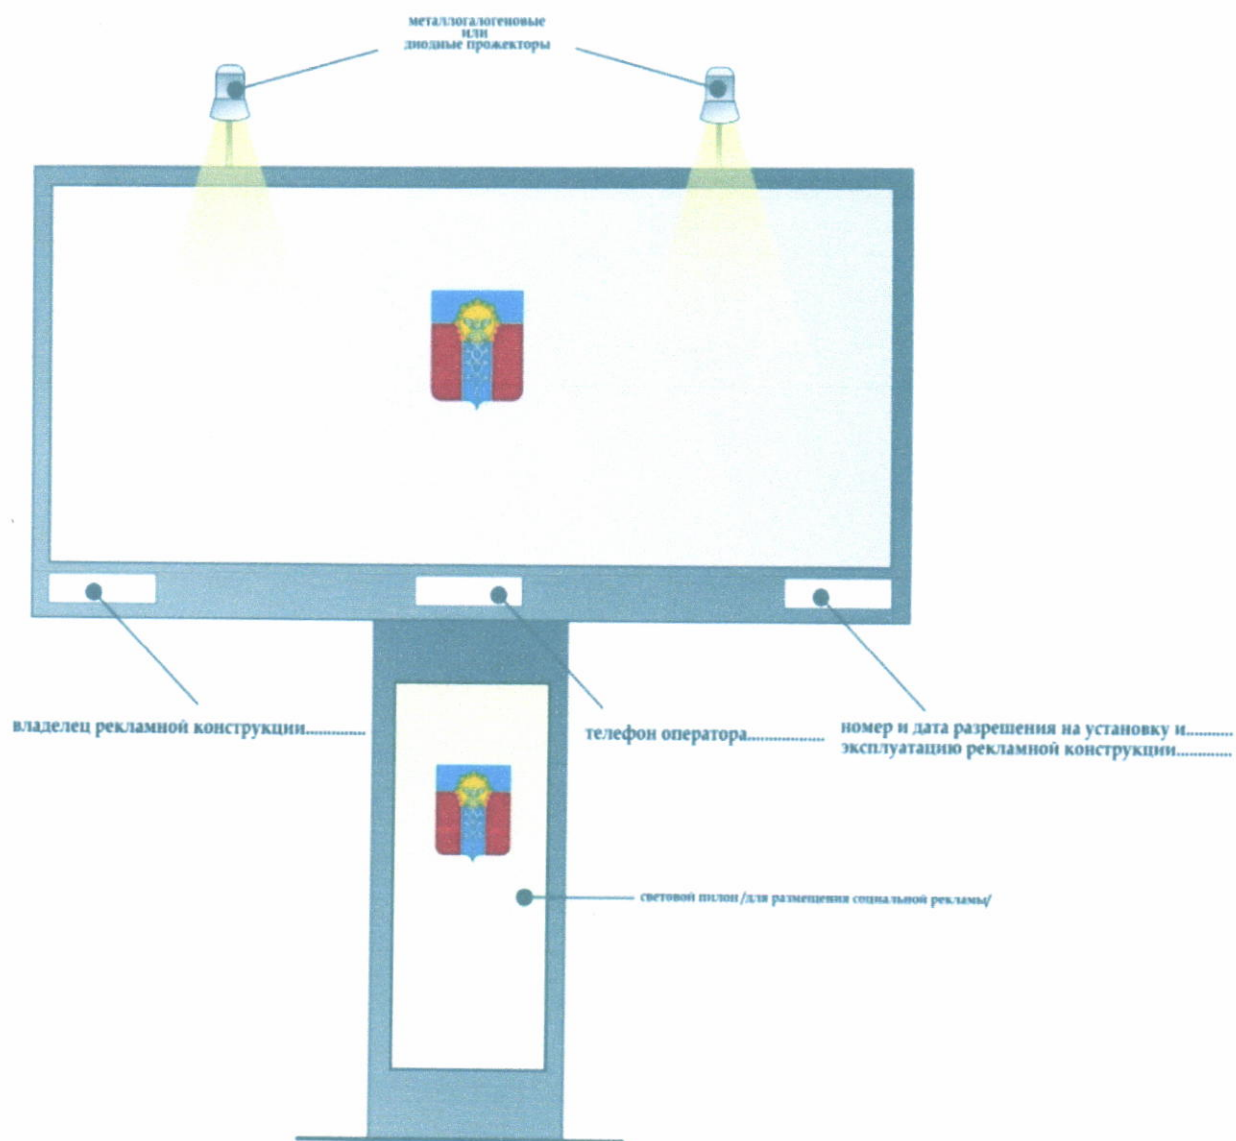 металлогалогеновые
или
диодные прожекторы
владелец рекламной конструкции..............
телефон оператора..................
номер и дата разрешения на установку и...........
эксплуатацию рекламной конструкции.............
световой пилон /для размещения социальной рекламы/